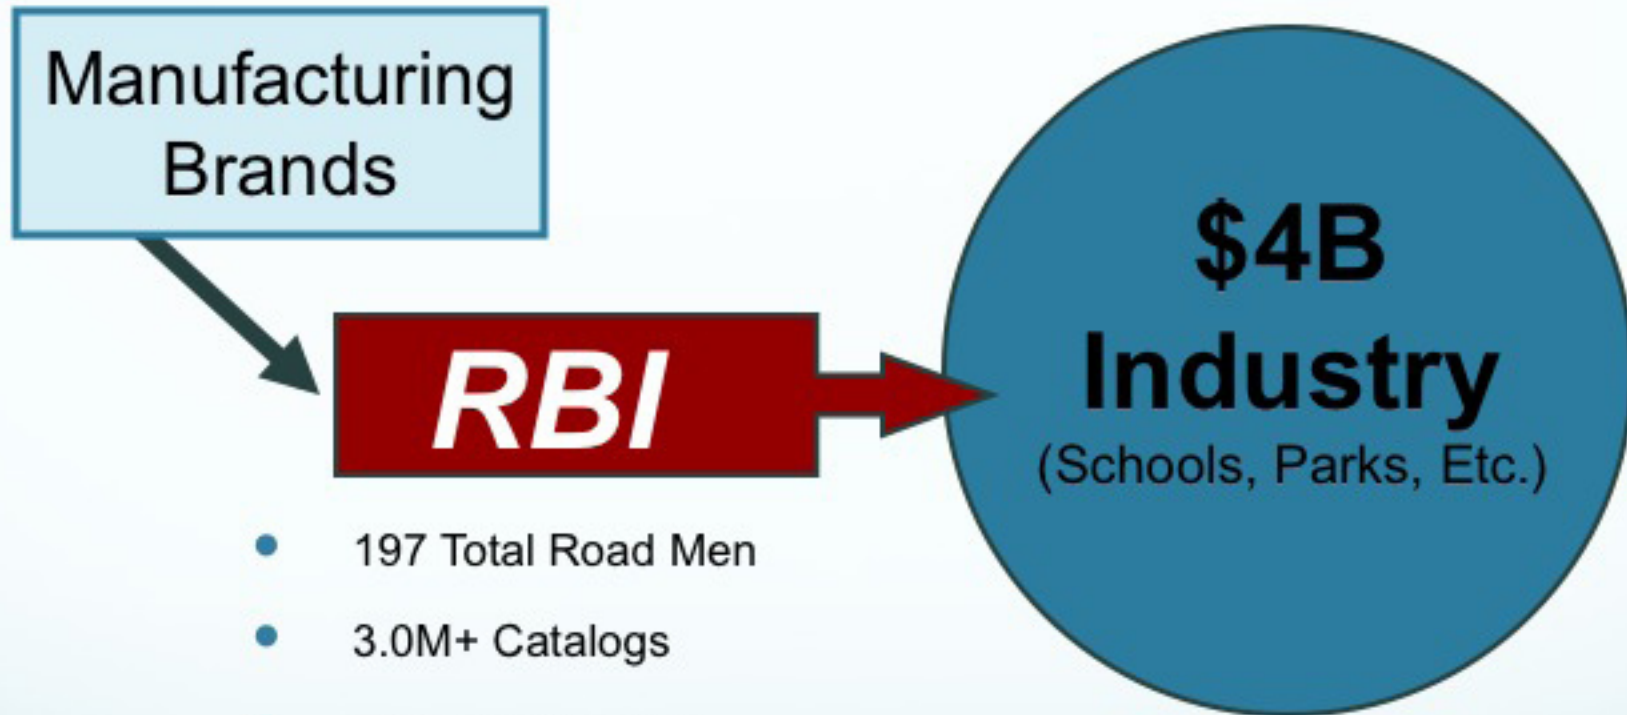 Manufacturing
Brands
RBI
• 197 Total Road Men
• 3.0M+ Catalogs
$4B
Industry
(Schools, Parks, Etc.)